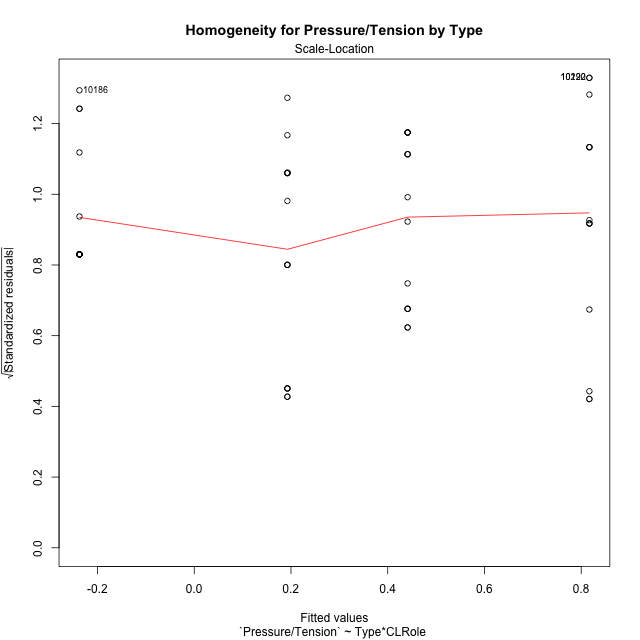 Homogeneity for Pressure/Tension by Type
Scale-Location
10186
1.2
1.0
0.8
0.6
0.4
0.2
0.0
√|Standardized residuals|
-0.2
0.0
0.2
0.4
0.6
0.8
Fitted values
`Pressure/Tension` ~ Type*CLRole